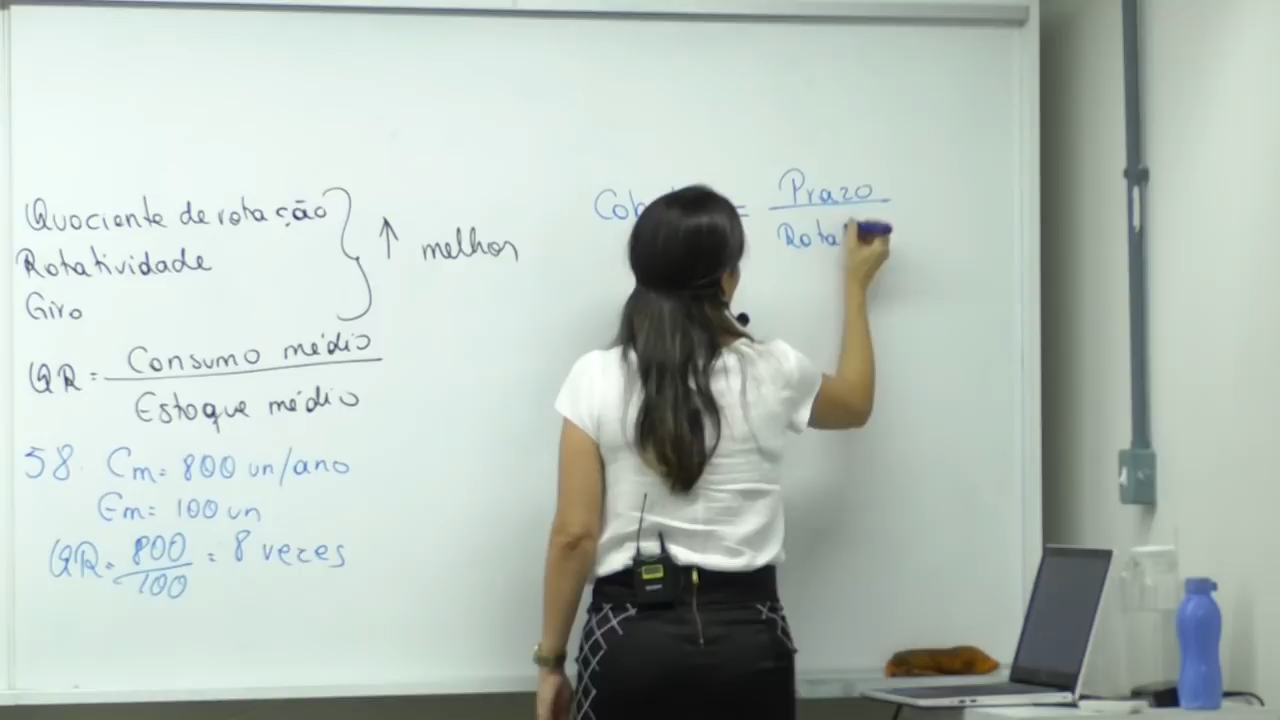 Quociente de rotação
Rotatividade
Giro
↑ melhor
QR = Consumo médio
Estoque médio
58. Cm = 800 un/ano
Em = 100 un
QR = 800 = 8 vezes
100
= Prazo
Rota